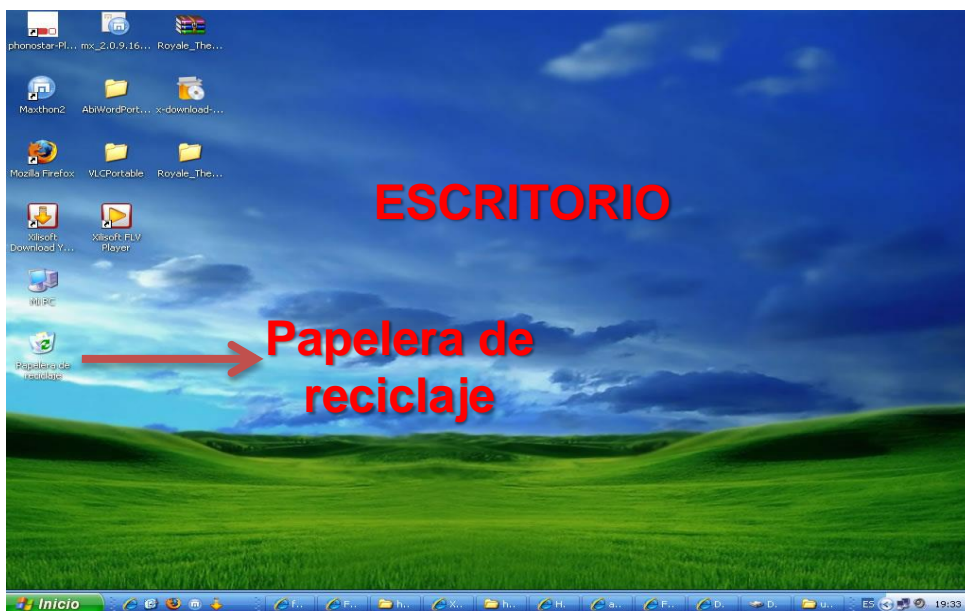 phonostar-Pl... mx_2.0.9.16... Royale_The...
Maxthon2 AbiWordPort... x-download-...
Mozilla Firefox VLCPortable Royale_The...
ESCRITORIO
Xilisoft Xilisoft FLV
Download Y... Player
Mi PC
Papelera de
reciclaje
Papelera de
reciclaje
Inicio f.. F.. h.. X.. h.. H. a.. F.. D. D. u.. ES 19:33